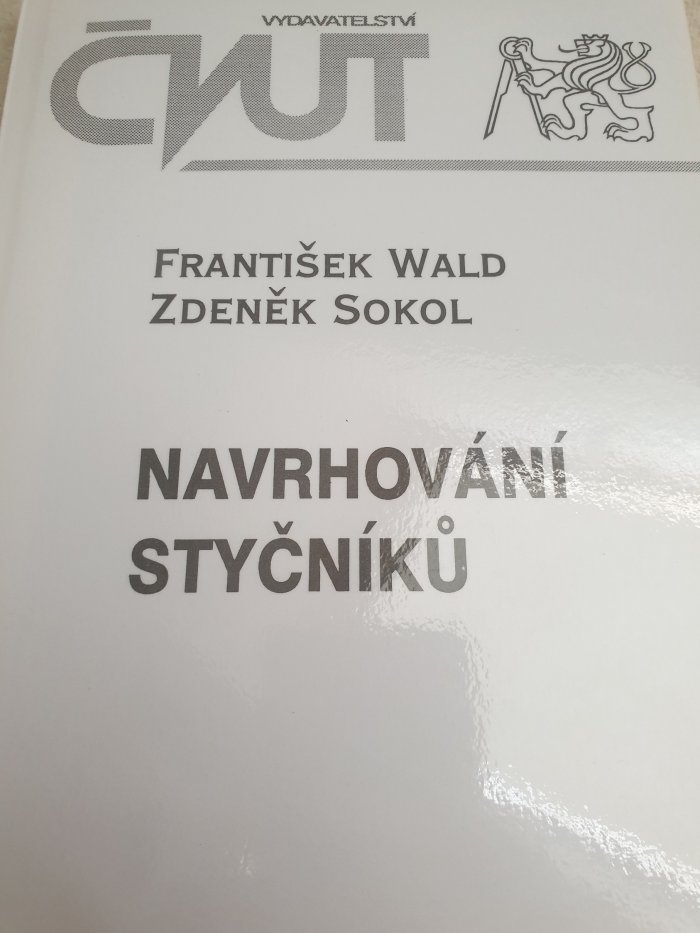 VYDAVATELSTVÍ
ČVUT
FRANTIŠEK WALD
ZDENĚK SOKOL
NAVRHOVÁNÍ
STYČNÍKŮ